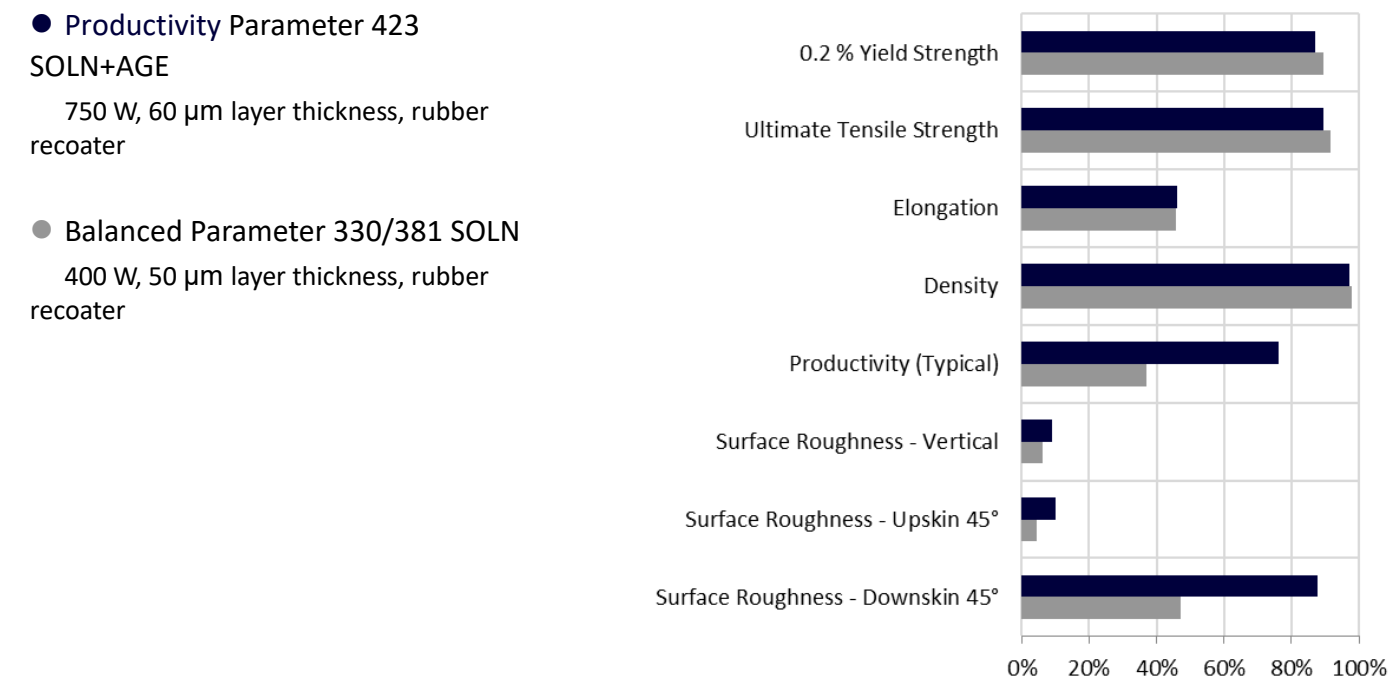 Productivity Parameter 423
SOLN+AGE
750 W, 60 µm layer thickness, rubber
recoater
Balanced Parameter 330/381 SOLN
400 W, 50 µm layer thickness, rubber
recoater
0.2 % Yield Strength
Ultimate Tensile Strength
Elongation
Density
Productivity (Typical)
Surface Roughness - Vertical
Surface Roughness - Upskin 45°
Surface Roughness - Downskin 45°
0% 20% 40% 60% 80% 100%